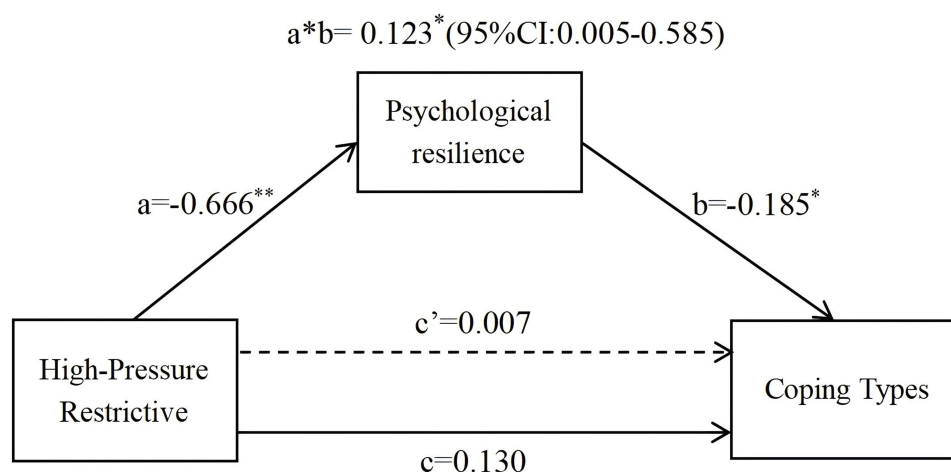 a*b= 0.123*(95%CI:0.005-0.585)
Psychological
resilience
a=-0.666**
b=-0.185*
c’=0.007
High-Pressure
Restrictive
Coping Types
c=0.130